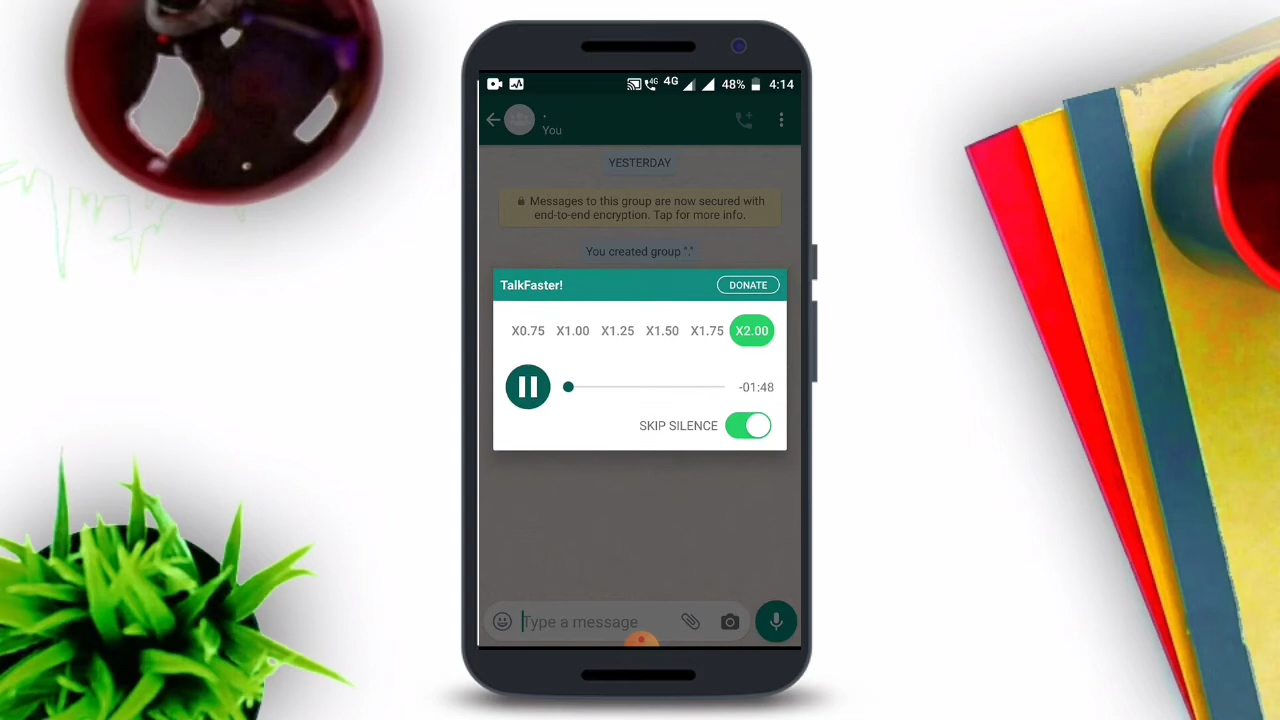 4G 4G 48% 4:14
.
You
YESTERDAY
Messages to this group are now secured with
end-to-end encryption. Tap for more info.
You created group "."
TalkFaster! DONATE
X0.75 X1.00 X1.25 X1.50 X1.75 X2.00
-01:48
SKIP SILENCE
Type a message